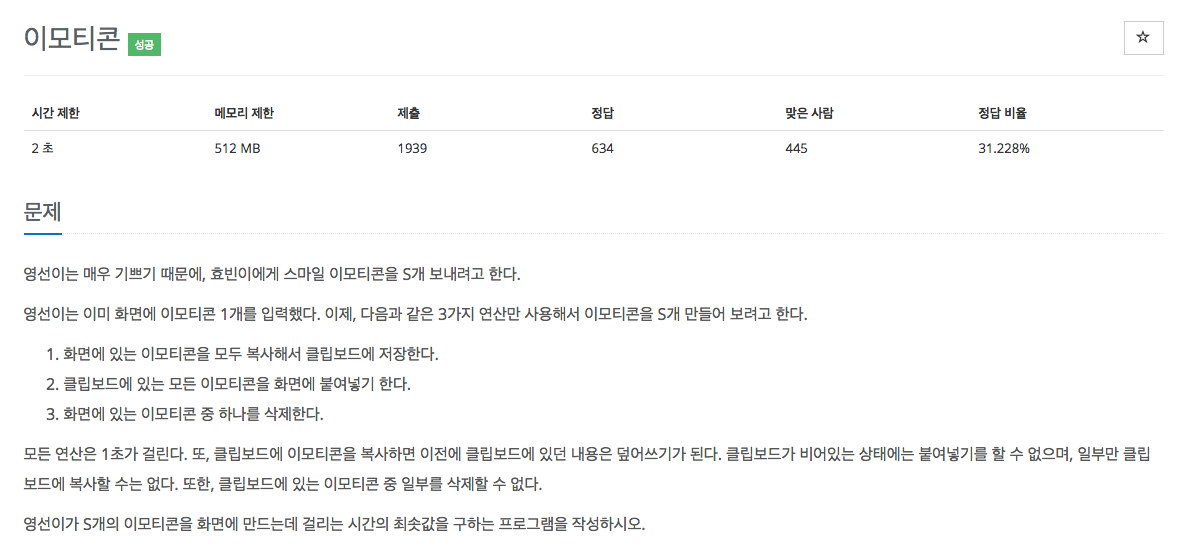 이모티콘 성공
☆
시간 제한 메모리 제한 제출 정답 맞은 사람 정답 비율
2 초 512 MB 1939 634 445 31.228%
문제
영선이는 매우 기쁘기 때문에, 효빈이에게 스마일 이모티콘을 S개 보내려고 한다.
영선이는 이미 화면에 이모티콘 1개를 입력했다. 이제, 다음과 같은 3가지 연산만 사용해서 이모티콘을 S개 만들어 보려고 한다.
1. 화면에 있는 이모티콘을 모두 복사해서 클립보드에 저장한다.
2. 클립보드에 있는 모든 이모티콘을 화면에 붙여넣기 한다.
3. 화면에 있는 이모티콘 중 하나를 삭제한다.
모든 연산은 1초가 걸린다. 또, 클립보드에 이모티콘을 복사하면 이전에 클립보드에 있던 내용은 덮어쓰기가 된다. 클립보드가 비어있는 상태에는 붙여넣기를 할 수 없으며, 일부만 클립
보드에 복사할 수는 없다. 또한, 클립보드에 있는 이모티콘 중 일부를 삭제할 수 없다.
영선이가 S개의 이모티콘을 화면에 만드는데 걸리는 시간의 최솟값을 구하는 프로그램을 작성하시오.